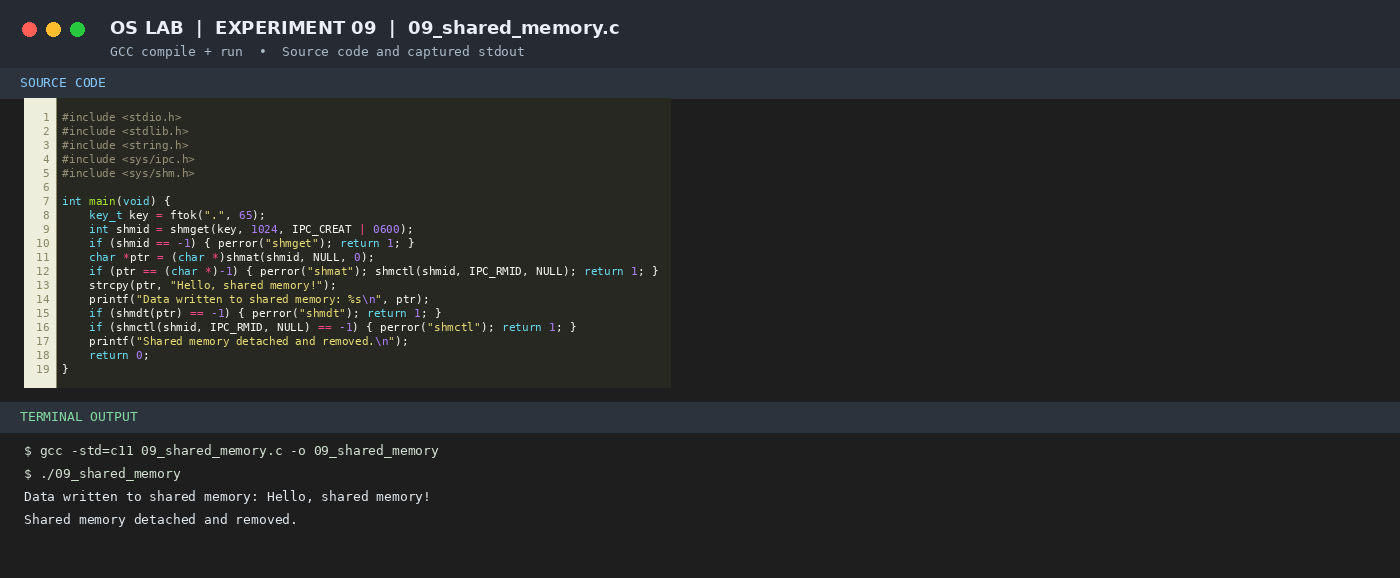 OS LAB | EXPERIMENT 09 | 09_shared_memory.c
GCC compile + run • Source code and captured stdout
SOURCE CODE
1 #include <stdio.h>
2 #include <stdlib.h>
3 #include <string.h>
4 #include <sys/ipc.h>
5 #include <sys/shm.h>
6
7 int main(void) {
8     key_t key = ftok(".", 65);
9     int shmid = shmget(key, 1024, IPC_CREAT | 0600);
10     if (shmid == -1) { perror("shmget"); return 1; }
11     char *ptr = (char *)shmat(shmid, NULL, 0);
12     if (ptr == (char *)-1) { perror("shmat"); shmctl(shmid, IPC_RMID, NULL); return 1; }
13     strcpy(ptr, "Hello, shared memory!");
14     printf("Data written to shared memory: %s\n", ptr);
15     if (shmdt(ptr) == -1) { perror("shmdt"); return 1; }
16     if (shmctl(shmid, IPC_RMID, NULL) == -1) { perror("shmctl"); return 1; }
17     printf("Shared memory detached and removed.\n");
18     return 0;
19 }
TERMINAL OUTPUT
$ gcc -std=c11 09_shared_memory.c -o 09_shared_memory
$ ./09_shared_memory
Data written to shared memory: Hello, shared memory!
Shared memory detached and removed.